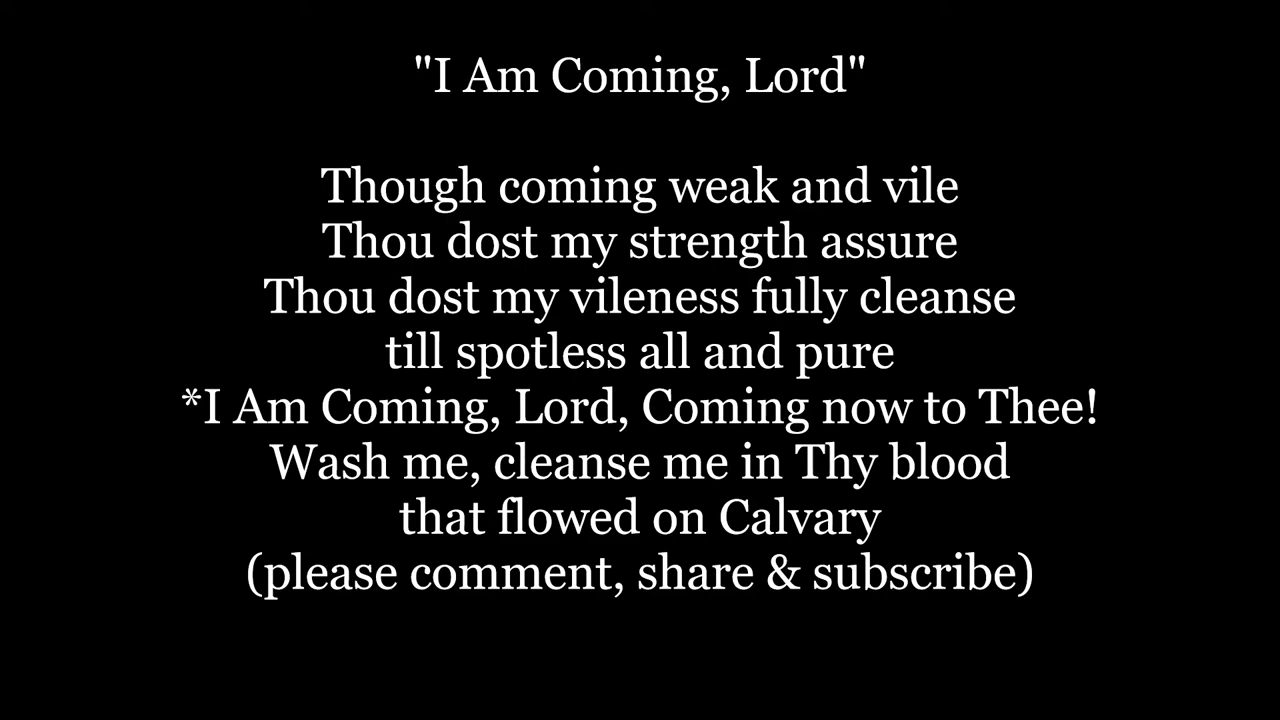 "I Am Coming, Lord"
Though coming weak and vile
Thou dost my strength assure
Thou dost my vileness fully cleanse
till spotless all and pure
*I Am Coming, Lord, Coming now to Thee!
Wash me, cleanse me in Thy blood
that flowed on Calvary
(please comment, share & subscribe)